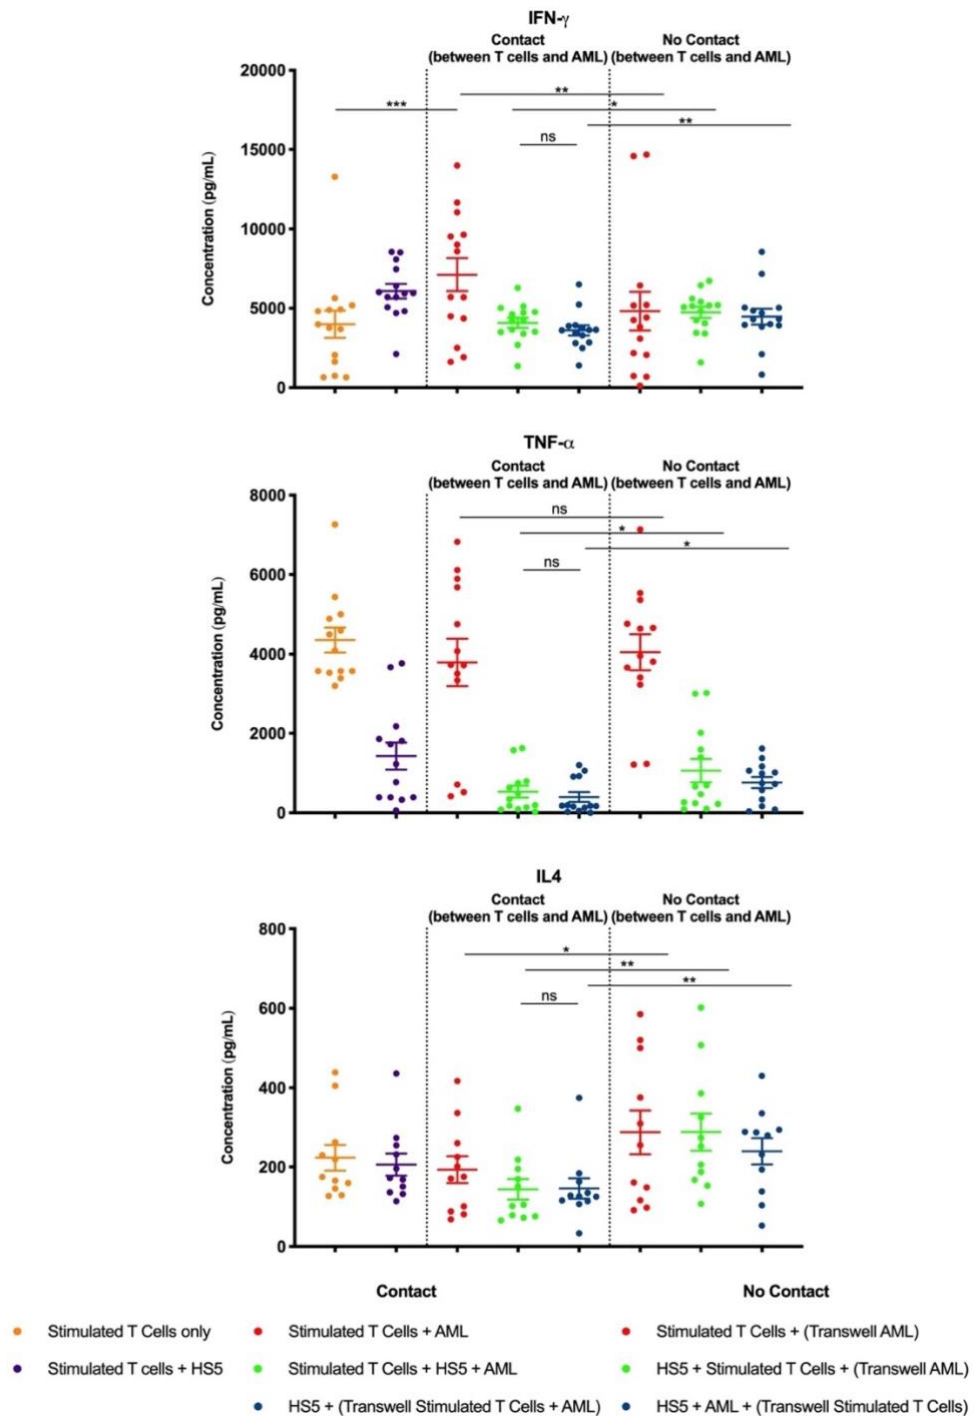 IFN-γ
Contact
(between T cells and AML)
No Contact
(between T cells and AML)
20000
15000
10000
5000
0
Concentration (pg/mL)
***
**
*
**
ns
TNF-α
Contact
(between T cells and AML)
No Contact
(between T cells and AML)
8000
6000
4000
2000
0
Concentration (pg/mL)
ns
*
*
ns
IL4
Contact
(between T cells and AML)
No Contact
(between T cells and AML)
800
600
400
200
0
Concentration (pg/mL)
*
**
**
ns
Contact
No Contact
Stimulated T Cells only
Stimulated T Cells + AML
Stimulated T Cells + (Transwell AML)
Stimulated T cells + HS5
Stimulated T Cells + HS5 + AML
HS5 + Stimulated T Cells + (Transwell AML)
HS5 + (Transwell Stimulated T Cells + AML)
HS5 + AML + (Transwell Stimulated T Cells)